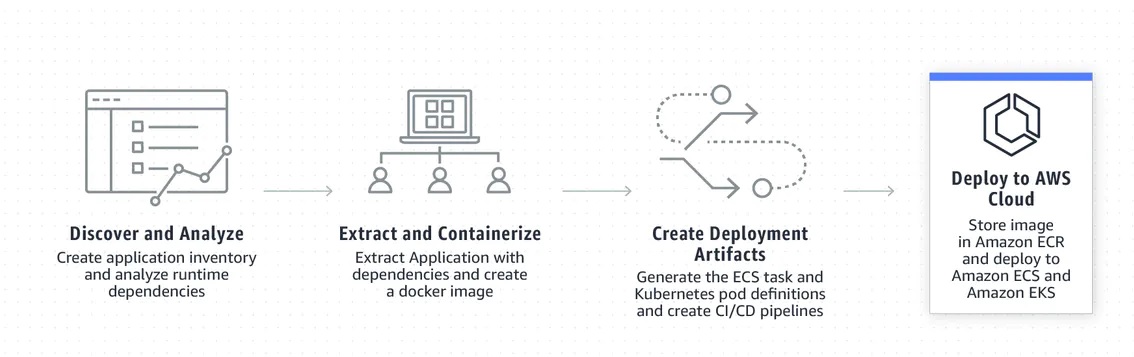 Discover and Analyze
Create application inventory
and analyze runtime
dependencies
Extract and Containerize
Extract Application with
dependencies and create
a docker image
Create Deployment
Artifacts
Generate the ECS task and
Kubernetes pod definitions
and create CI/CD pipelines
Deploy to AWS
Cloud
Store image
in Amazon ECR
and deploy to
Amazon ECS and
Amazon EKS